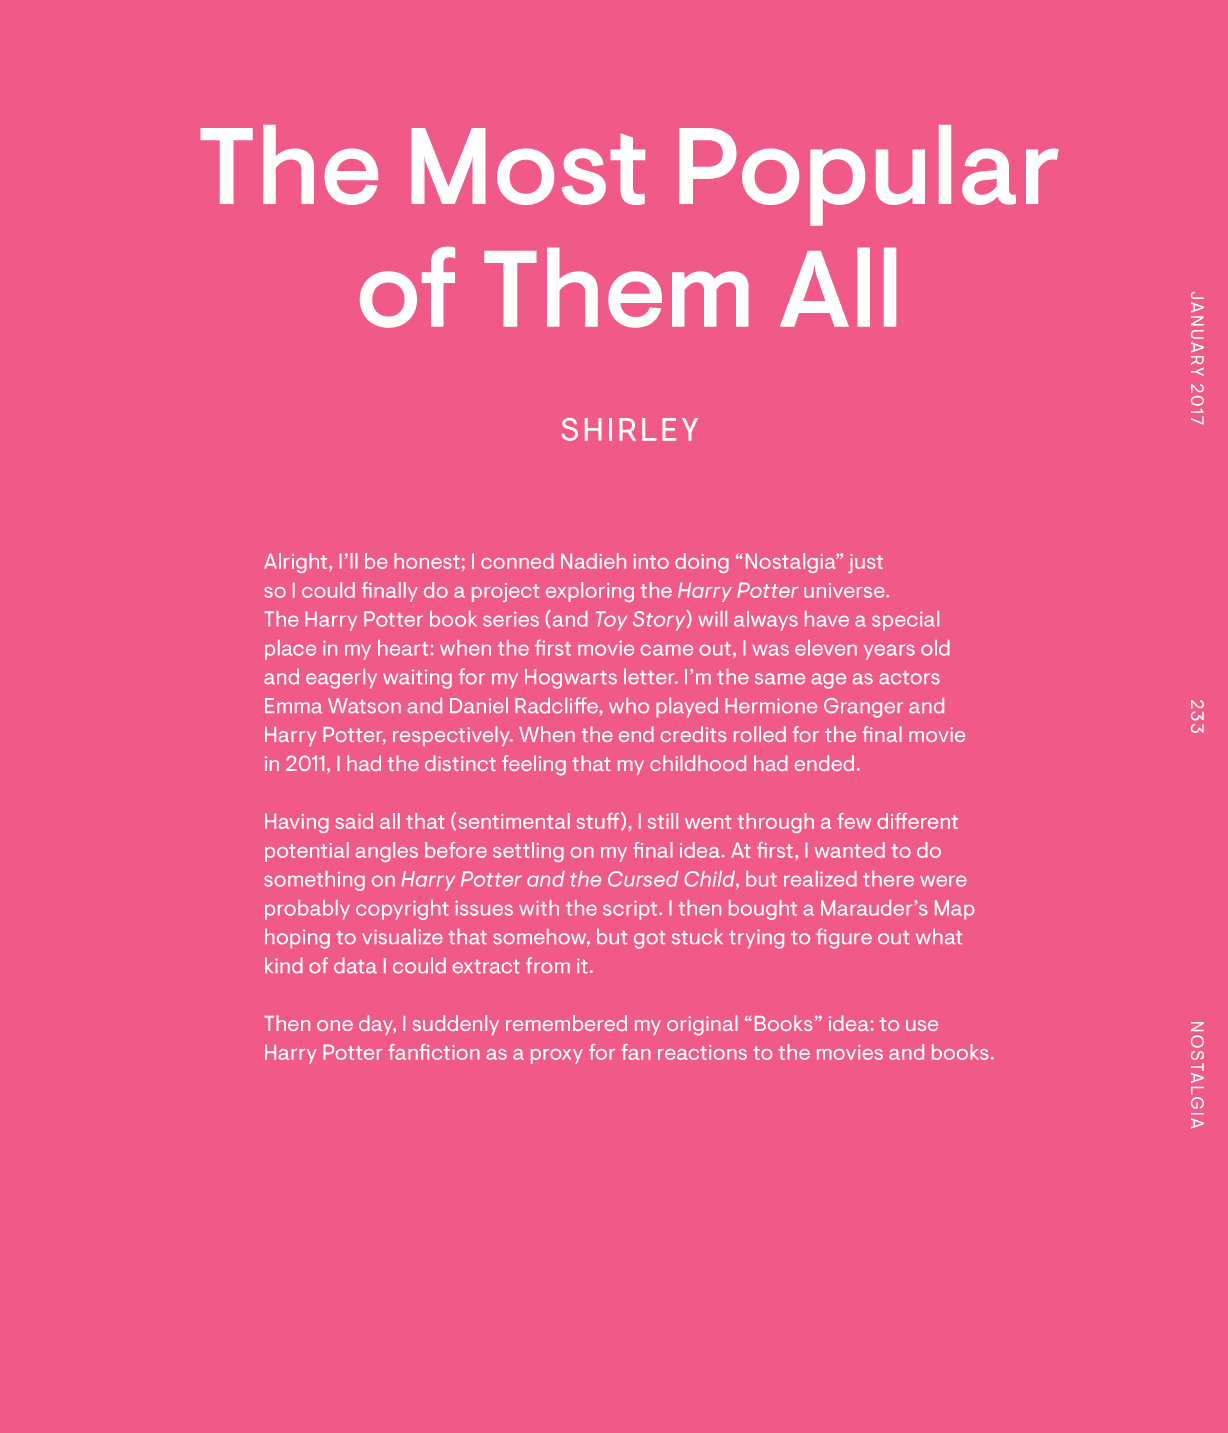 The Most Popular
of Them All
SHIRLEY
Alright, I’ll be honest; I conned Nadieh into doing “Nostalgia” just
so I could finally do a project exploring the Harry Potter universe.
The Harry Potter book series (and Toy Story) will always have a special
place in my heart: when the first movie came out, I was eleven years old
and eagerly waiting for my Hogwarts letter. I’m the same age as actors
Emma Watson and Daniel Radcliffe, who played Hermione Granger and
Harry Potter, respectively. When the end credits rolled for the final movie
in 2011, I had the distinct feeling that my childhood had ended.
Having said all that (sentimental stuff), I still went through a few different
potential angles before settling on my final idea. At first, I wanted to do
something on Harry Potter and the Cursed Child, but realized there were
probably copyright issues with the script. I then bought a Marauder’s Map
hoping to visualize that somehow, but got stuck trying to figure out what
kind of data I could extract from it.
Then one day, I suddenly remembered my original “Books” idea: to use
Harry Potter fanfiction as a proxy for fan reactions to the movies and books.
JANUARY 2017
233
NOSTALGIA